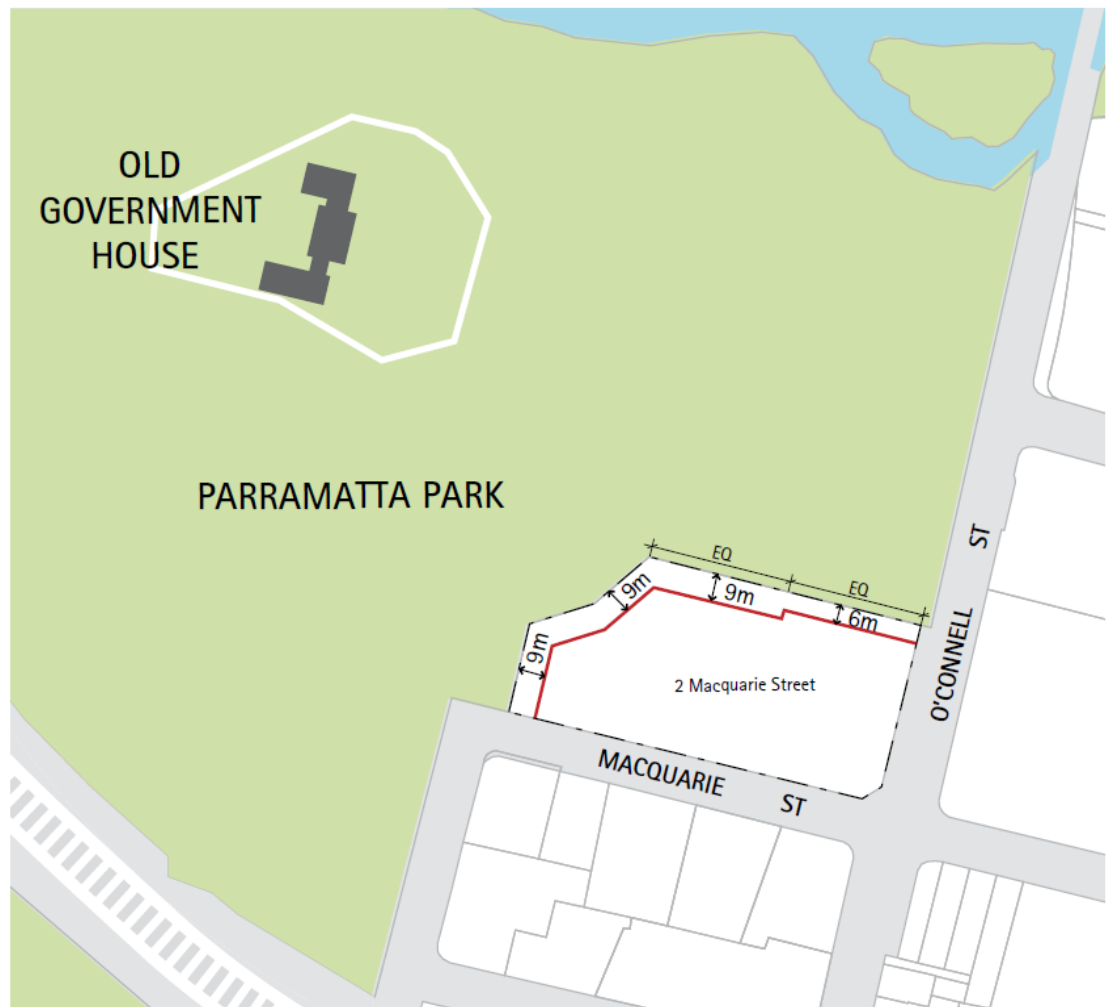 OLD
GOVERNMENT
HOUSE
PARRAMATTA PARK
EQ
EQ
9m
9m
6m
9m
2 Macquarie Street
O'CONNELL ST
MACQUARIE ST